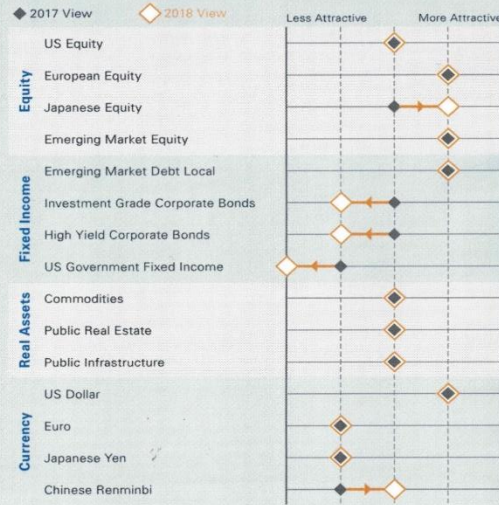 2017 View
2018 View
Less Attractive
More Attractive
Equity
US Equity
European Equity
Japanese Equity
Emerging Market Equity
Fixed Income
Emerging Market Debt Local
Investment Grade Corporate Bonds
High Yield Corporate Bonds
US Government Fixed Income
Real Assets
Commodities
Public Real Estate
Public Infrastructure
Currency
US Dollar
Euro
Japanese Yen
Chinese Renminbi